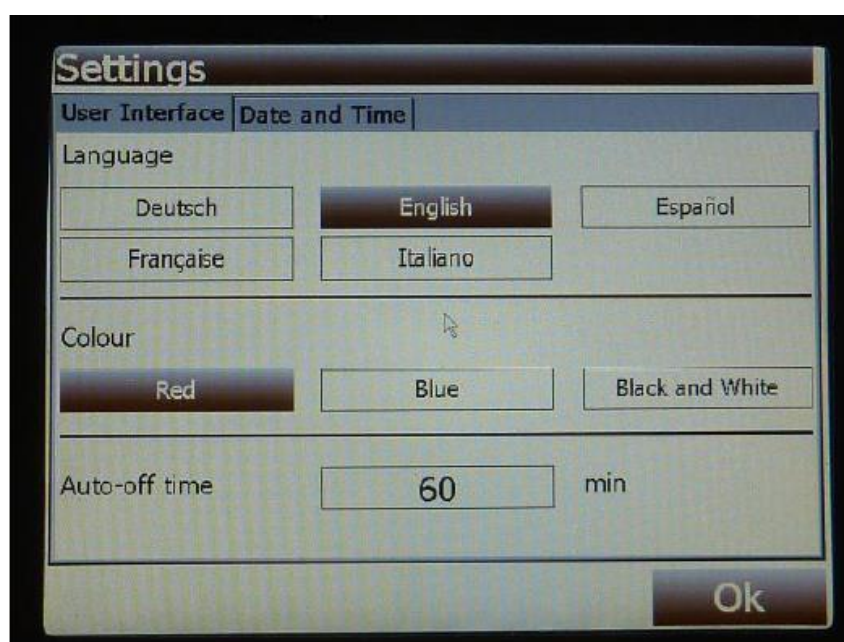 Settings
User Interface Date and Time
Language
Deutsch English Español
Française Italiano
Colour
Red Blue Black and White
Auto-off time 60 min
Ok